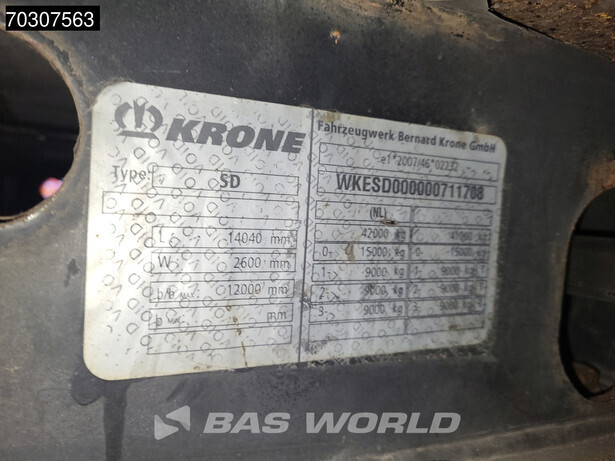 70307563
KRONE
Type: SD
L 14040 mm
W 2600 mm
12000 mm
mm
Fahrzeugwerk Bernard Krone GmbH
e1*2007/46*02232
WKESD000000711708
(NL)
42000 kg
0- 15000 kg 0- 15000 kg
1- 9000 kg 1- 9000 kg
2- 9000 kg 2- 9000 kg
3- 9000 kg 3- 9000 kg
BAS WORLD